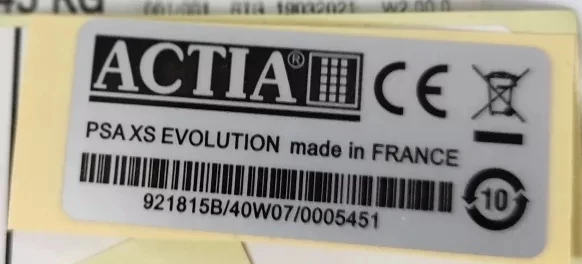 ACTIA®
CE
PSA XS EVOLUTION made in FRANCE
10
921815B/40W07/0005451